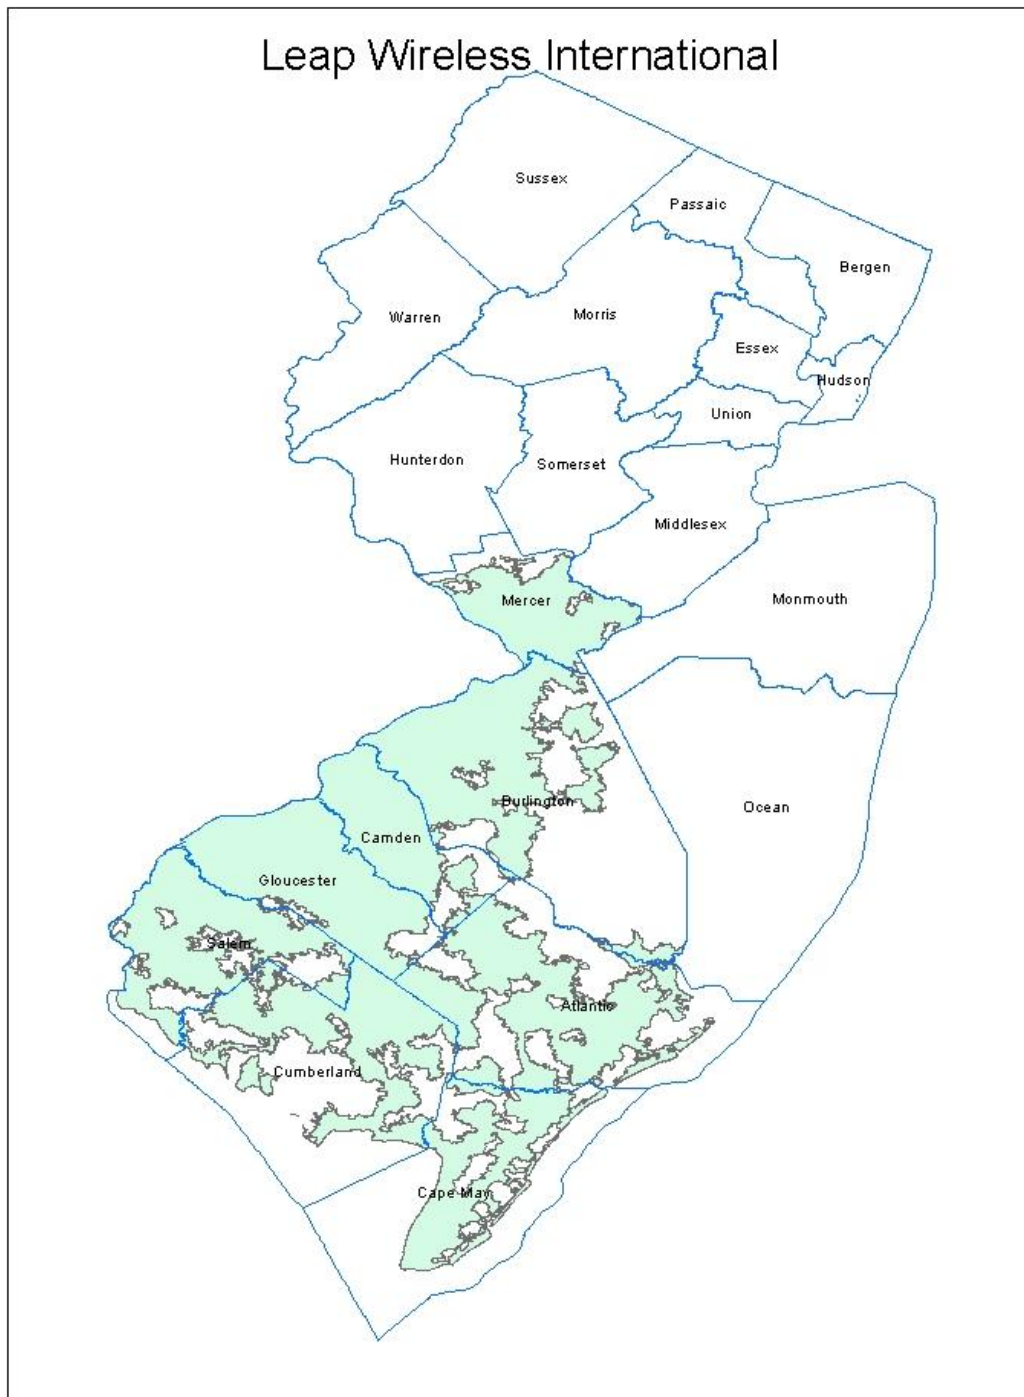 Leap Wireless International
Sussex
Passaic
Bergen
Warren
Morris
Essex
Hudson
Union
Hunterdon
Somerset
Middlesex
Mercer
Monmouth
Burlington
Ocean
Camden
Gloucester
Salem
Atlantic
Cumberland
Cape May